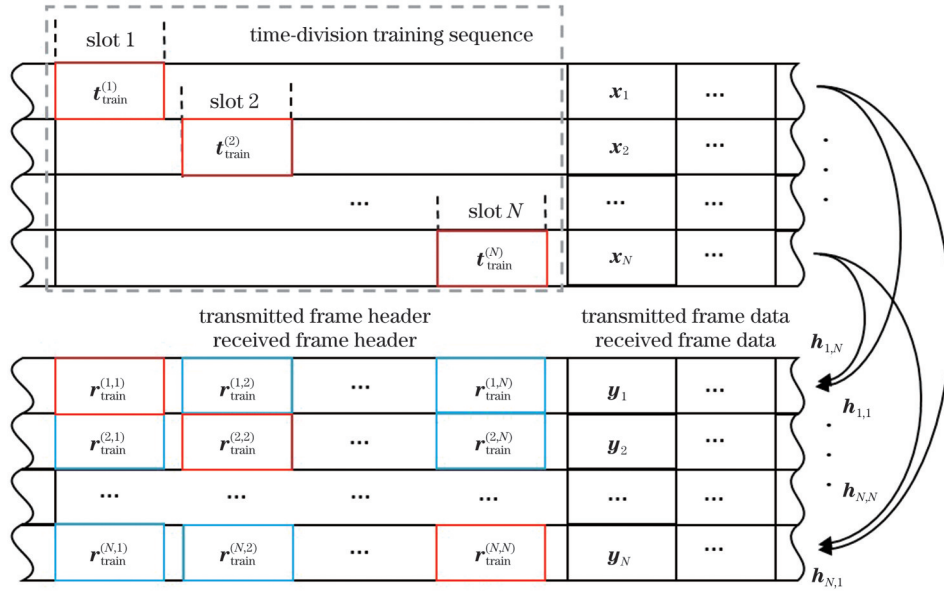 slot 1 time-division training sequence
t_train^(1) slot 2 x_1 ...
t_train^(2) x_2 ...
... slot N ... ...
t_train^(N) x_N ...
transmitted frame header transmitted frame data
received frame header received frame data h_1,N
r_train^(1,1) r_train^(1,2) ... r_train^(1,N) y_1 ...
h_1,1
r_train^(2,1) r_train^(2,2) ... r_train^(2,N) y_2 ...
... ... ... ... ... ... h_N,N
r_train^(N,1) r_train^(N,2) ... r_train^(N,N) y_N ...
h_N,1